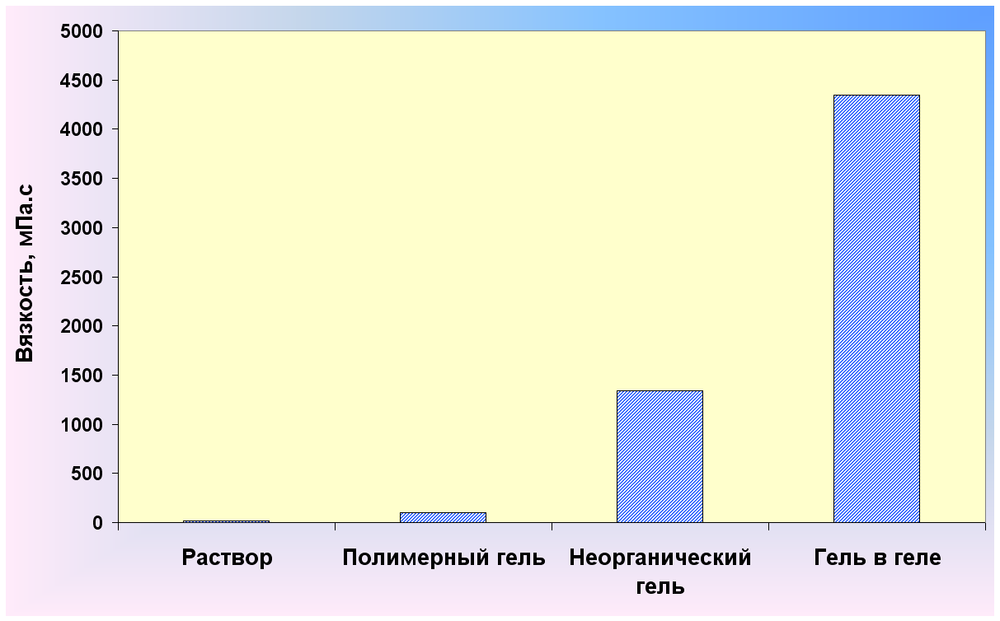 5000
4500
4000
3500
3000
2500
2000
1500
1000
500
0
Вязкость, мПа.с
Раствор
Полимерный гель
Неорганический
гель
Гель в геле